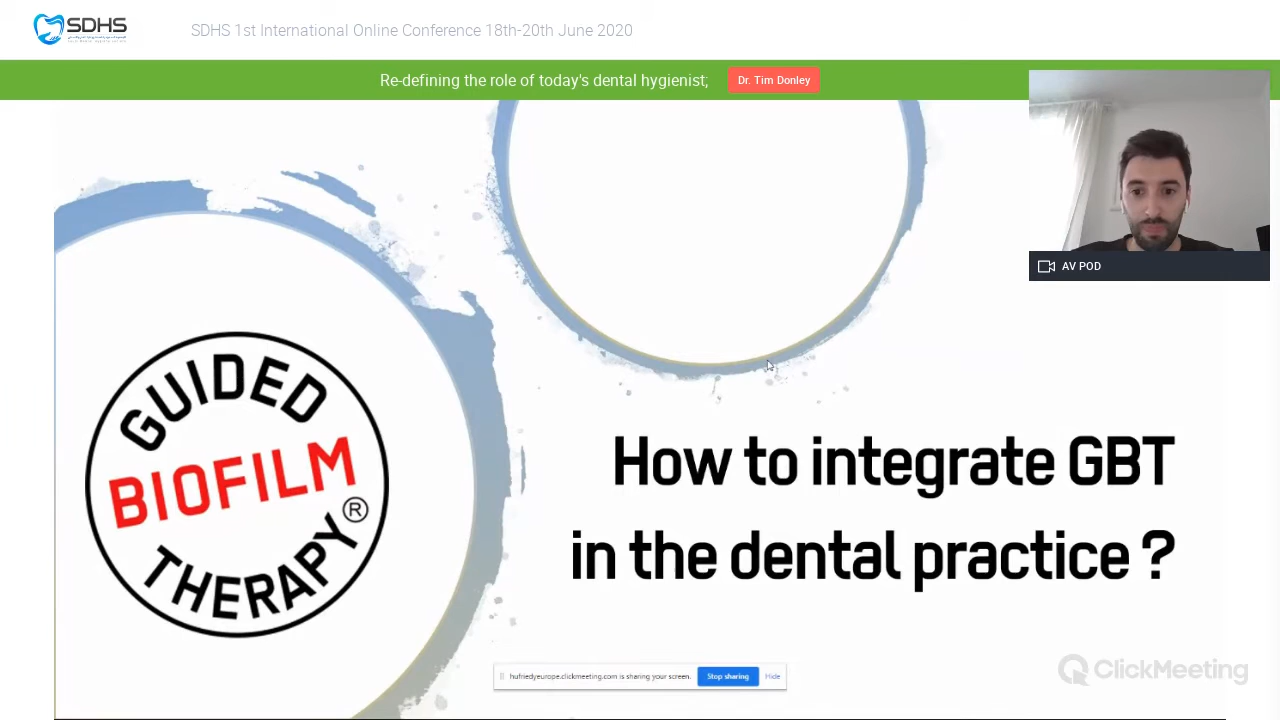 SDHS
SDHS 1st International Online Conference 18th-20th June 2020
Re-defining the role of today's dental hygienist;
Dr. Tim Donley
AV POD
GUIDED
BIOFILM
THERAPY
®
How to integrate GBT
in the dental practice ?
hufriedyeurope.clickmeeting.com is sharing your screen.
Stop sharing
Hide
ClickMeeting